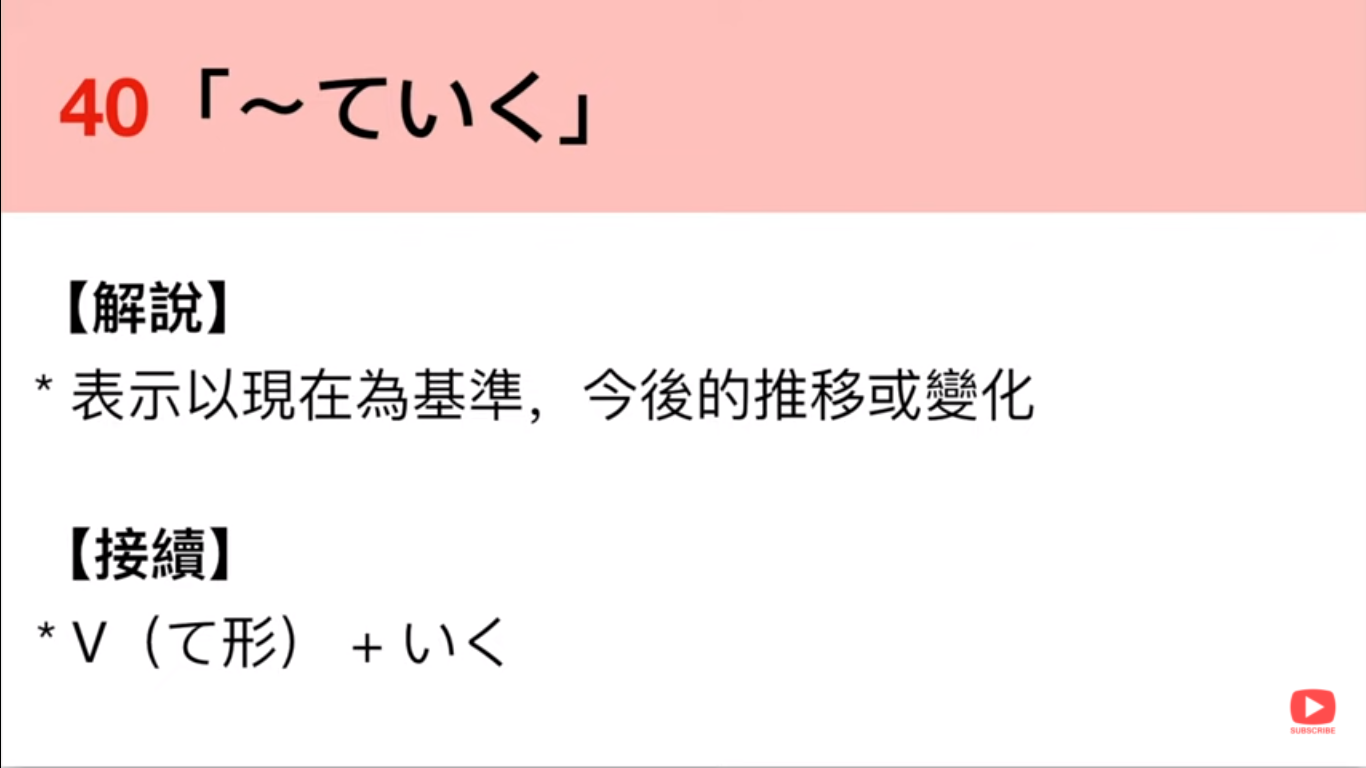 40「～ていく」
【解說】
* 表示以現在為基準，今後的推移或變化
【接續】
* V（て形） + いく
SUBSCRIBE